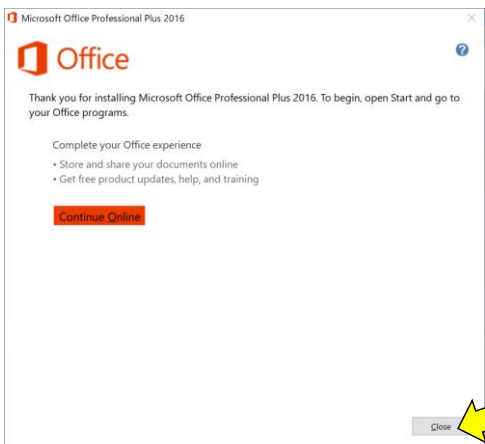 Microsoft Office Professional Plus 2016
Office
Thank you for installing Microsoft Office Professional Plus 2016. To begin, open Start and go to
your Office programs.
Complete your Office experience
• Store and share your documents online
• Get free product updates, help, and training
Continue Online
Close